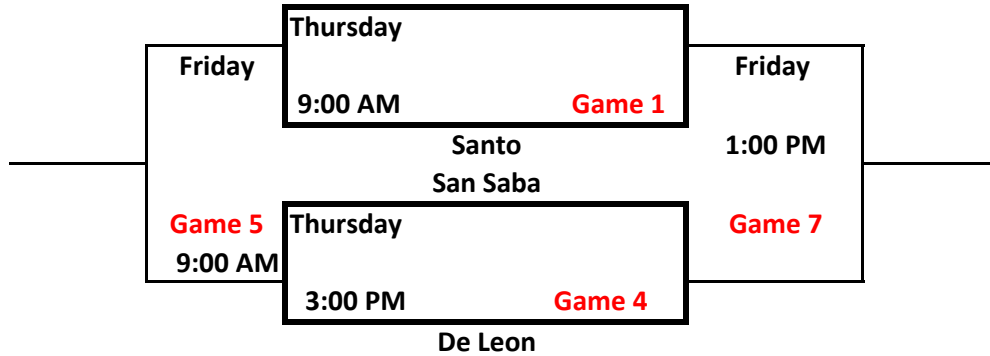 Thursday
Friday
Friday
9:00 AM Game 1
Santo
1:00 PM
San Saba
Game 5
Thursday
Game 7
9:00 AM
3:00 PM Game 4
De Leon